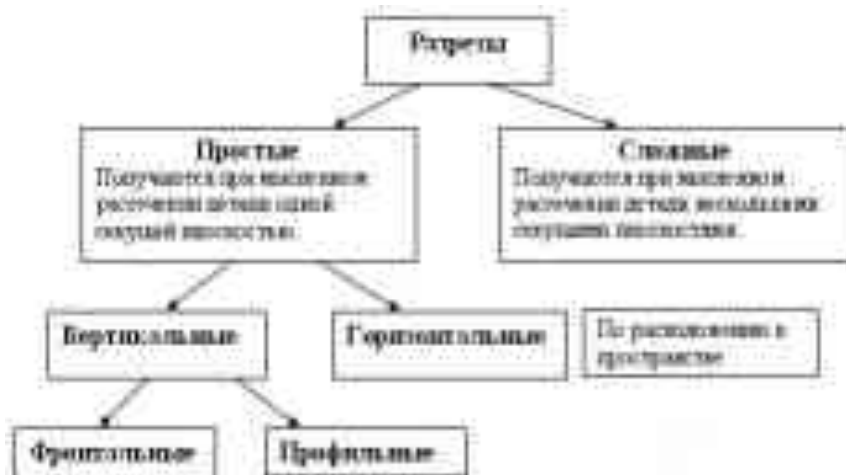 Разрезы
Простые
Получаются при мысленном
рассечении детали одной
секущей плоскостью.
Сложные
Получаются при мысленном
рассечении детали несколькими
секущими плоскостями.
Вертикальные
Горизонтальные
По расположению в
пространстве
Фронтальные
Профильные